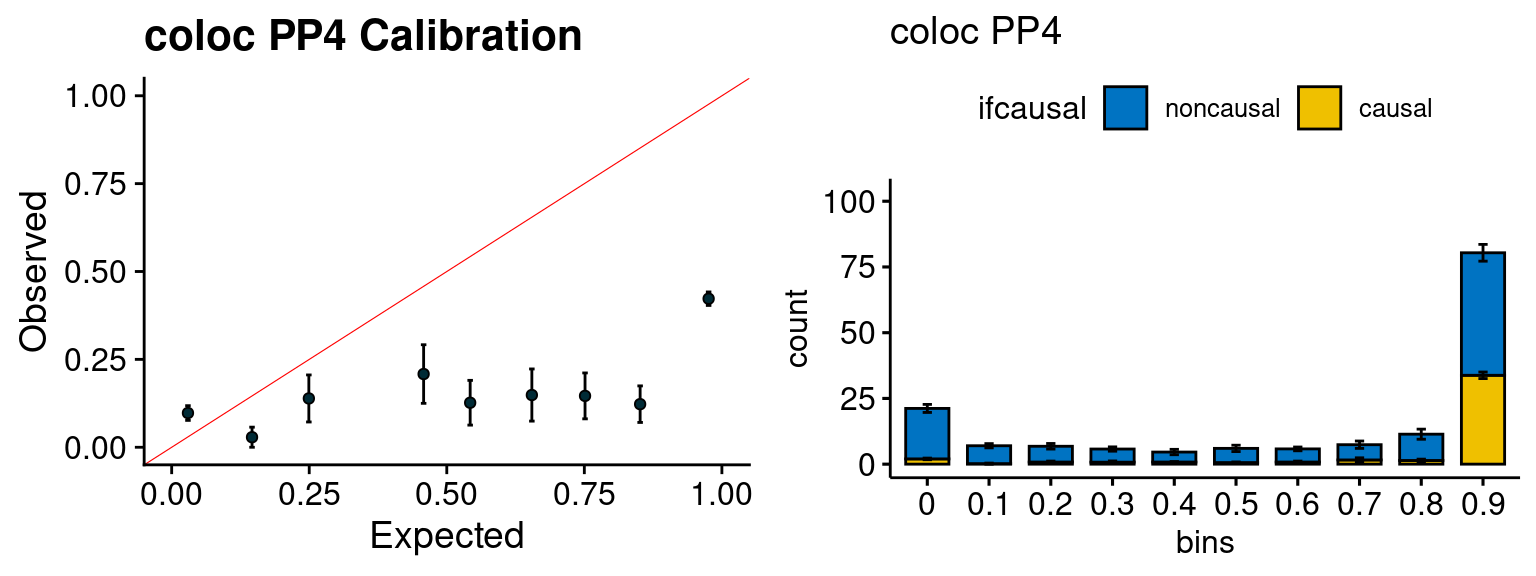 coloc PP4 Calibration
Observed
1.00
0.75
0.50
0.25
0.00
0.00 0.25 0.50 0.75 1.00
Expected
coloc PP4
ifcausal noncausal causal
count
100
75
50
25
0
0 0.1 0.2 0.3 0.4 0.5 0.6 0.7 0.8 0.9
bins